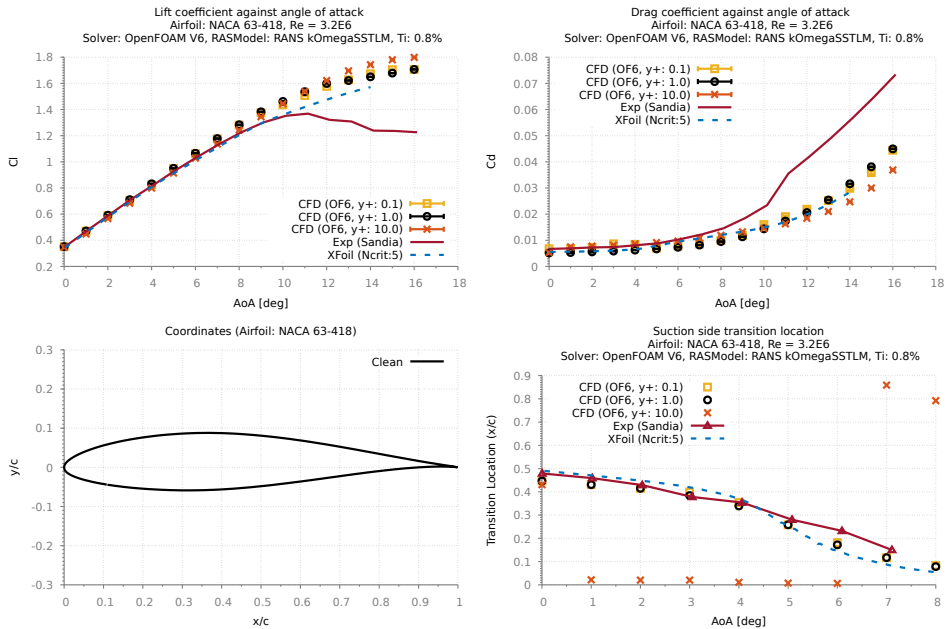 Lift coefficient against angle of attack
Airfoil: NACA 63-418, Re = 3.2E6
Solver: OpenFOAM V6, RASModel: RANS kOmegaSSTLM, Ti: 0.8%
Cl
1.8
1.6
1.4
1.2
1
0.8
0.6
0.4
0.2
CFD (OF6, y+: 0.1)
CFD (OF6, y+: 1.0)
CFD (OF6, y+: 10.0)
Exp (Sandia)
XFoil (Ncrit:5)
0 2 4 6 8 10 12 14 16 18
AoA [deg]
Drag coefficient against angle of attack
Airfoil: NACA 63-418, Re = 3.2E6
Solver: OpenFOAM V6, RASModel: RANS kOmegaSSTLM, Ti: 0.8%
Cd
0.08
0.07
0.06
0.05
0.04
0.03
0.02
0.01
0
CFD (OF6, y+: 0.1)
CFD (OF6, y+: 1.0)
CFD (OF6, y+: 10.0)
Exp (Sandia)
XFoil (Ncrit:5)
0 2 4 6 8 10 12 14 16 18
AoA [deg]
Coordinates (Airfoil: NACA 63-418)
y/c
0.3
0.2
0.1
0
-0.1
-0.2
-0.3
Clean
0 0.1 0.2 0.3 0.4 0.5 0.6 0.7 0.8 0.9 1
x/c
Suction side transition location
Airfoil: NACA 63-418, Re = 3.2E6
Solver: OpenFOAM V6, RASModel: RANS kOmegaSSTLM, Ti: 0.8%
Transition Location (x/c)
0.9
0.8
0.7
0.6
0.5
0.4
0.3
0.2
0.1
0
CFD (OF6, y+: 0.1)
CFD (OF6, y+: 1.0)
CFD (OF6, y+: 10.0)
Exp (Sandia)
XFoil (Ncrit:5)
0 1 2 3 4 5 6 7 8
AoA [deg]